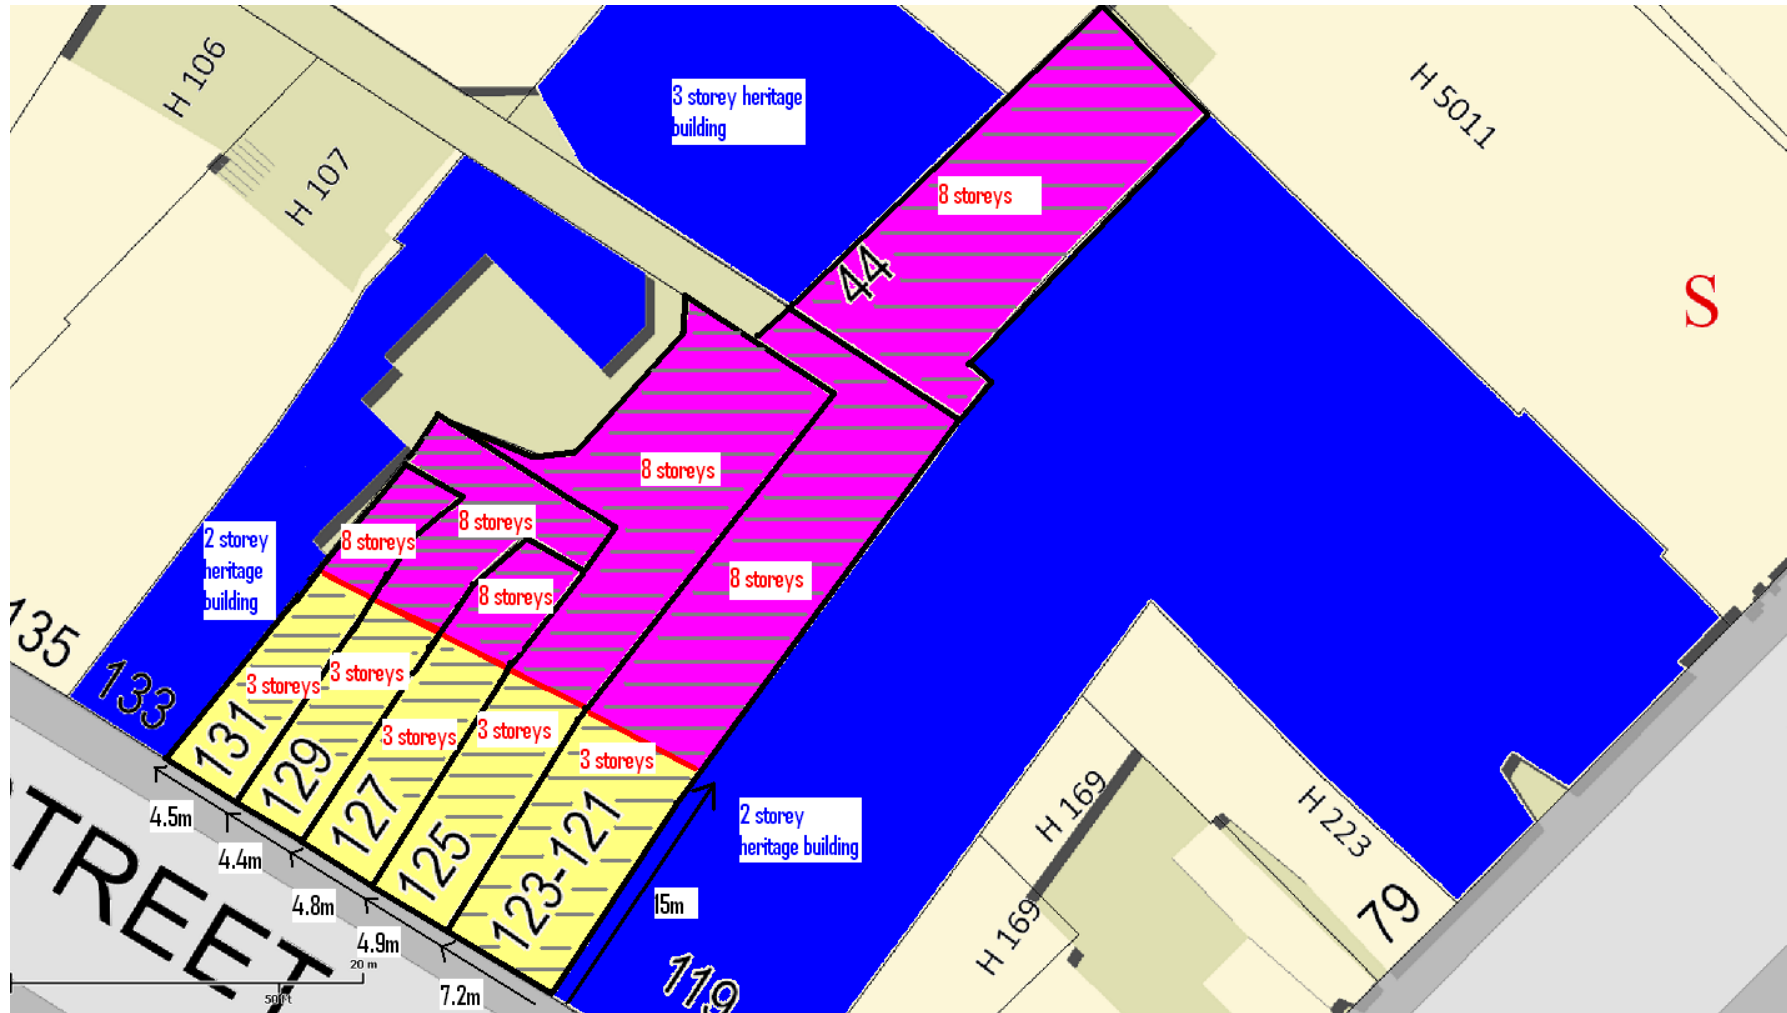 H 106
H 107
3 storey heritage
building
H 5011
8 storeys
44
S
8 storeys
8 storeys
8 storeys
8 storeys
8 storeys
2 storey
heritage
building
135
133
3 storeys
3 storeys
3 storeys
3 storeys
3 storeys
131
129
127
125
123-121
4.5m
4.4m
4.8m
4.9m
7.2m
15m
2 storey
heritage building
H 169
H 169
H 223
79
119
STREET
20 m
50 ft